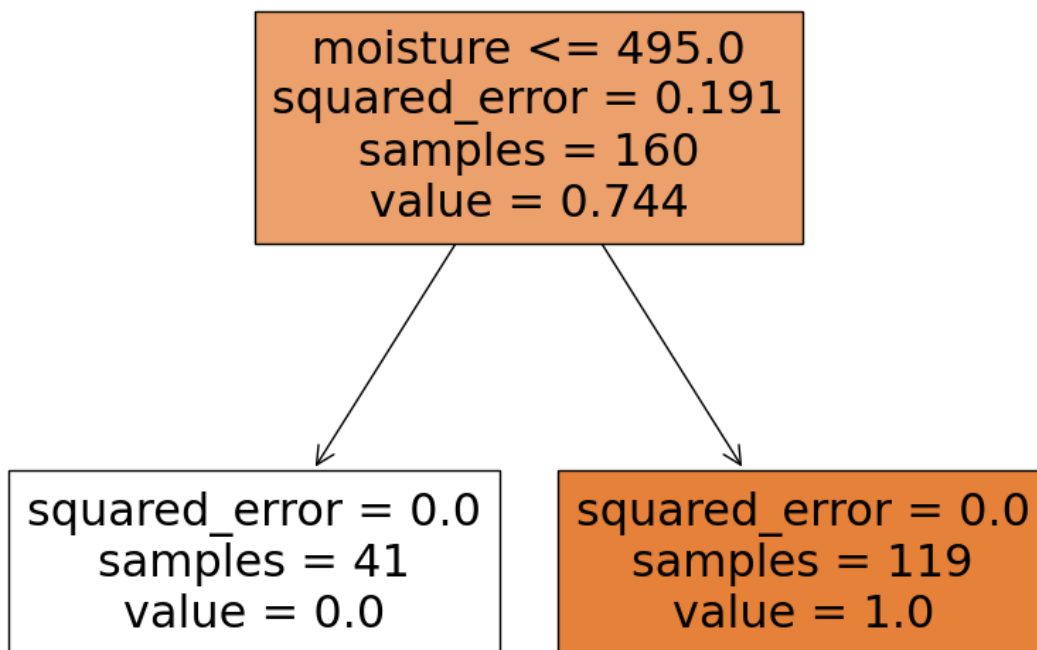 moisture <= 495.0
squared_error = 0.191
samples = 160
value = 0.744
squared_error = 0.0
samples = 41
value = 0.0
squared_error = 0.0
samples = 119
value = 1.0